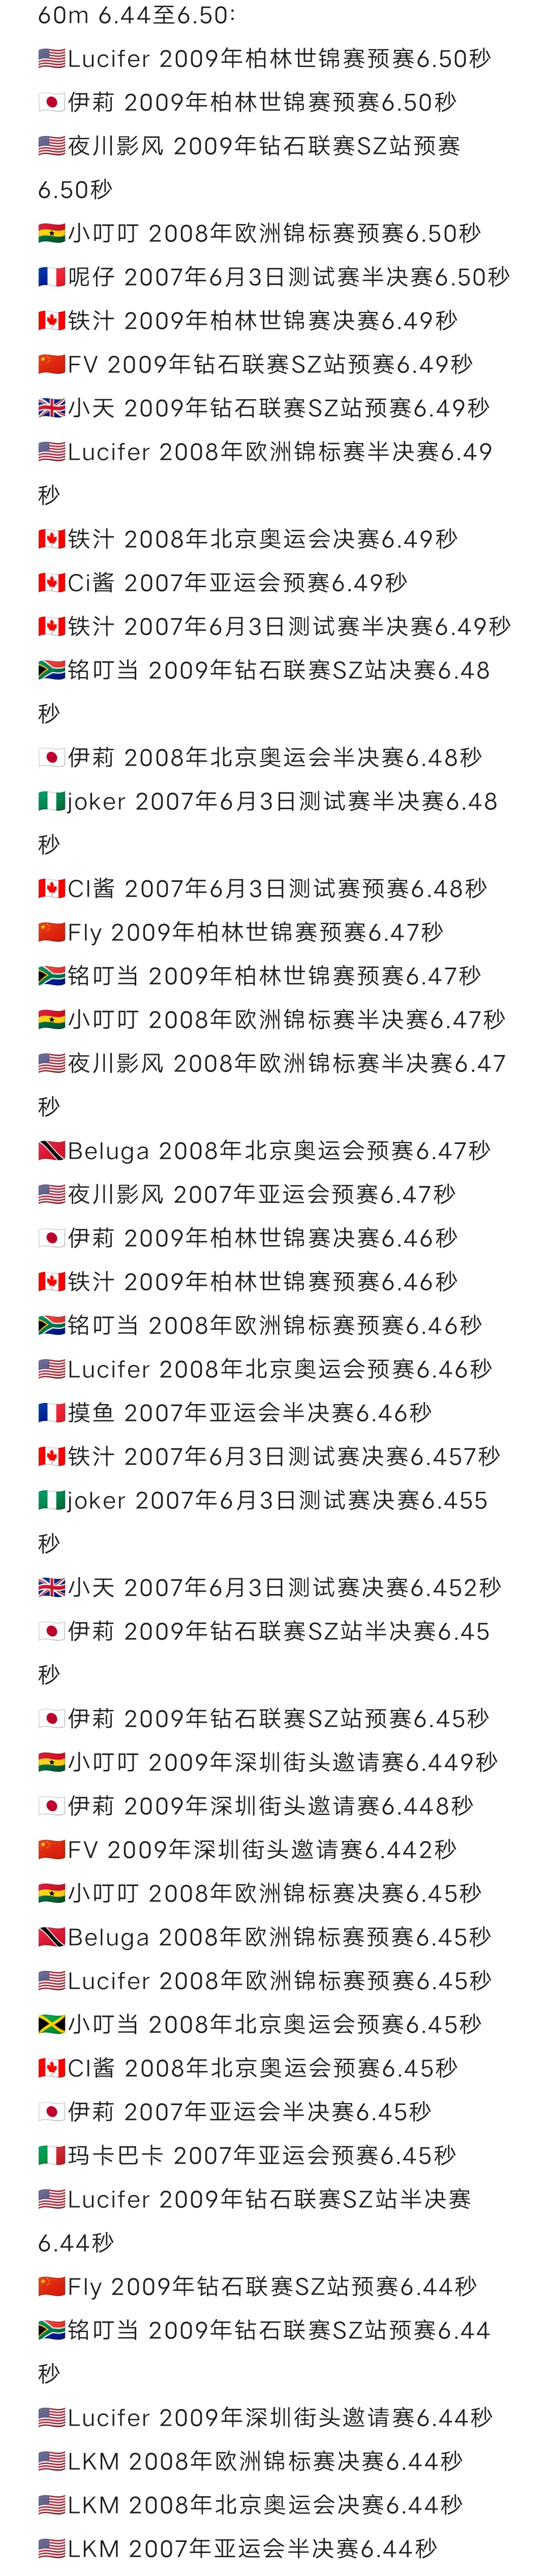 60m 6.44至6.50：
🇺🇸Lucifer 2009年柏林世锦赛预赛6.50秒
🇯🇵伊莉 2009年柏林世锦赛预赛6.50秒
🇺🇸夜川影风 2009年钻石联赛SZ站预赛
6.50秒
🇬🇭小叮叮 2008年欧洲锦标赛预赛6.50秒
🇫🇷呢仔 2007年6月3日测试赛半决赛6.50秒
🇨🇦铁汁 2009年柏林世锦赛决赛6.49秒
🇨🇳FV 2009年钻石联赛SZ站预赛6.49秒
🇬🇧小天 2009年钻石联赛SZ站预赛6.49秒
🇺🇸Lucifer 2008年欧洲锦标赛半决赛6.49
秒
🇨🇦铁汁 2008年北京奥运会决赛6.49秒
🇨🇦Ci酱 2007年亚运会预赛6.49秒
🇨🇦铁汁 2007年6月3日测试赛半决赛6.49秒
🇿🇦铭叮当 2009年钻石联赛SZ站决赛6.48
秒
🇯🇵伊莉 2008年北京奥运会半决赛6.48秒
🇳🇬joker 2007年6月3日测试赛半决赛6.48
秒
🇨🇦CI酱 2007年6月3日测试赛预赛6.48秒
🇨🇳Fly 2009年柏林世锦赛预赛6.47秒
🇿🇦铭叮当 2009年柏林世锦赛预赛6.47秒
🇬🇭小叮叮 2008年欧洲锦标赛半决赛6.47秒
🇺🇸夜川影风 2008年欧洲锦标赛半决赛6.47
秒
🇹🇹Beluga 2008年北京奥运会预赛6.47秒
🇺🇸夜川影风 2007年亚运会预赛6.47秒
🇯🇵伊莉 2009年柏林世锦赛决赛6.46秒
🇨🇦铁汁 2009年柏林世锦赛预赛6.46秒
🇿🇦铭叮当 2008年欧洲锦标赛预赛6.46秒
🇺🇸Lucifer 2008年北京奥运会预赛6.46秒
🇫🇷摸鱼 2007年亚运会半决赛6.46秒
🇨🇦铁汁 2007年6月3日测试赛决赛6.457秒
🇳🇬joker 2007年6月3日测试赛决赛6.455
秒
🇬🇧小天 2007年6月3日测试赛决赛6.452秒
🇯🇵伊莉 2009年钻石联赛SZ站半决赛6.45
秒
🇯🇵伊莉 2009年钻石联赛SZ站预赛6.45秒
🇬🇭小叮叮 2009年深圳街头邀请赛6.449秒
🇯🇵伊莉 2009年深圳街头邀请赛6.448秒
🇨🇳FV 2009年深圳街头邀请赛6.442秒
🇬🇭小叮叮 2008年欧洲锦标赛决赛6.45秒
🇹🇹Beluga 2008年欧洲锦标赛预赛6.45秒
🇺🇸Lucifer 2008年欧洲锦标赛预赛6.45秒
🇯🇲小叮当 2008年北京奥运会预赛6.45秒
🇨🇦CI酱 2008年北京奥运会预赛6.45秒
🇯🇵伊莉 2007年亚运会半决赛6.45秒
🇮🇹玛卡巴卡 2007年亚运会预赛6.45秒
🇺🇸Lucifer 2009年钻石联赛SZ站半决赛
6.44秒
🇨🇳Fly 2009年钻石联赛SZ站预赛6.44秒
🇿🇦铭叮当 2009年钻石联赛SZ站预赛6.44
秒
🇺🇸Lucifer 2009年深圳街头邀请赛6.44秒
🇺🇸LKM 2008年欧洲锦标赛决赛6.44秒
🇺🇸LKM 2008年北京奥运会决赛6.44秒
🇺🇸LKM 2007年亚运会半决赛6.44秒